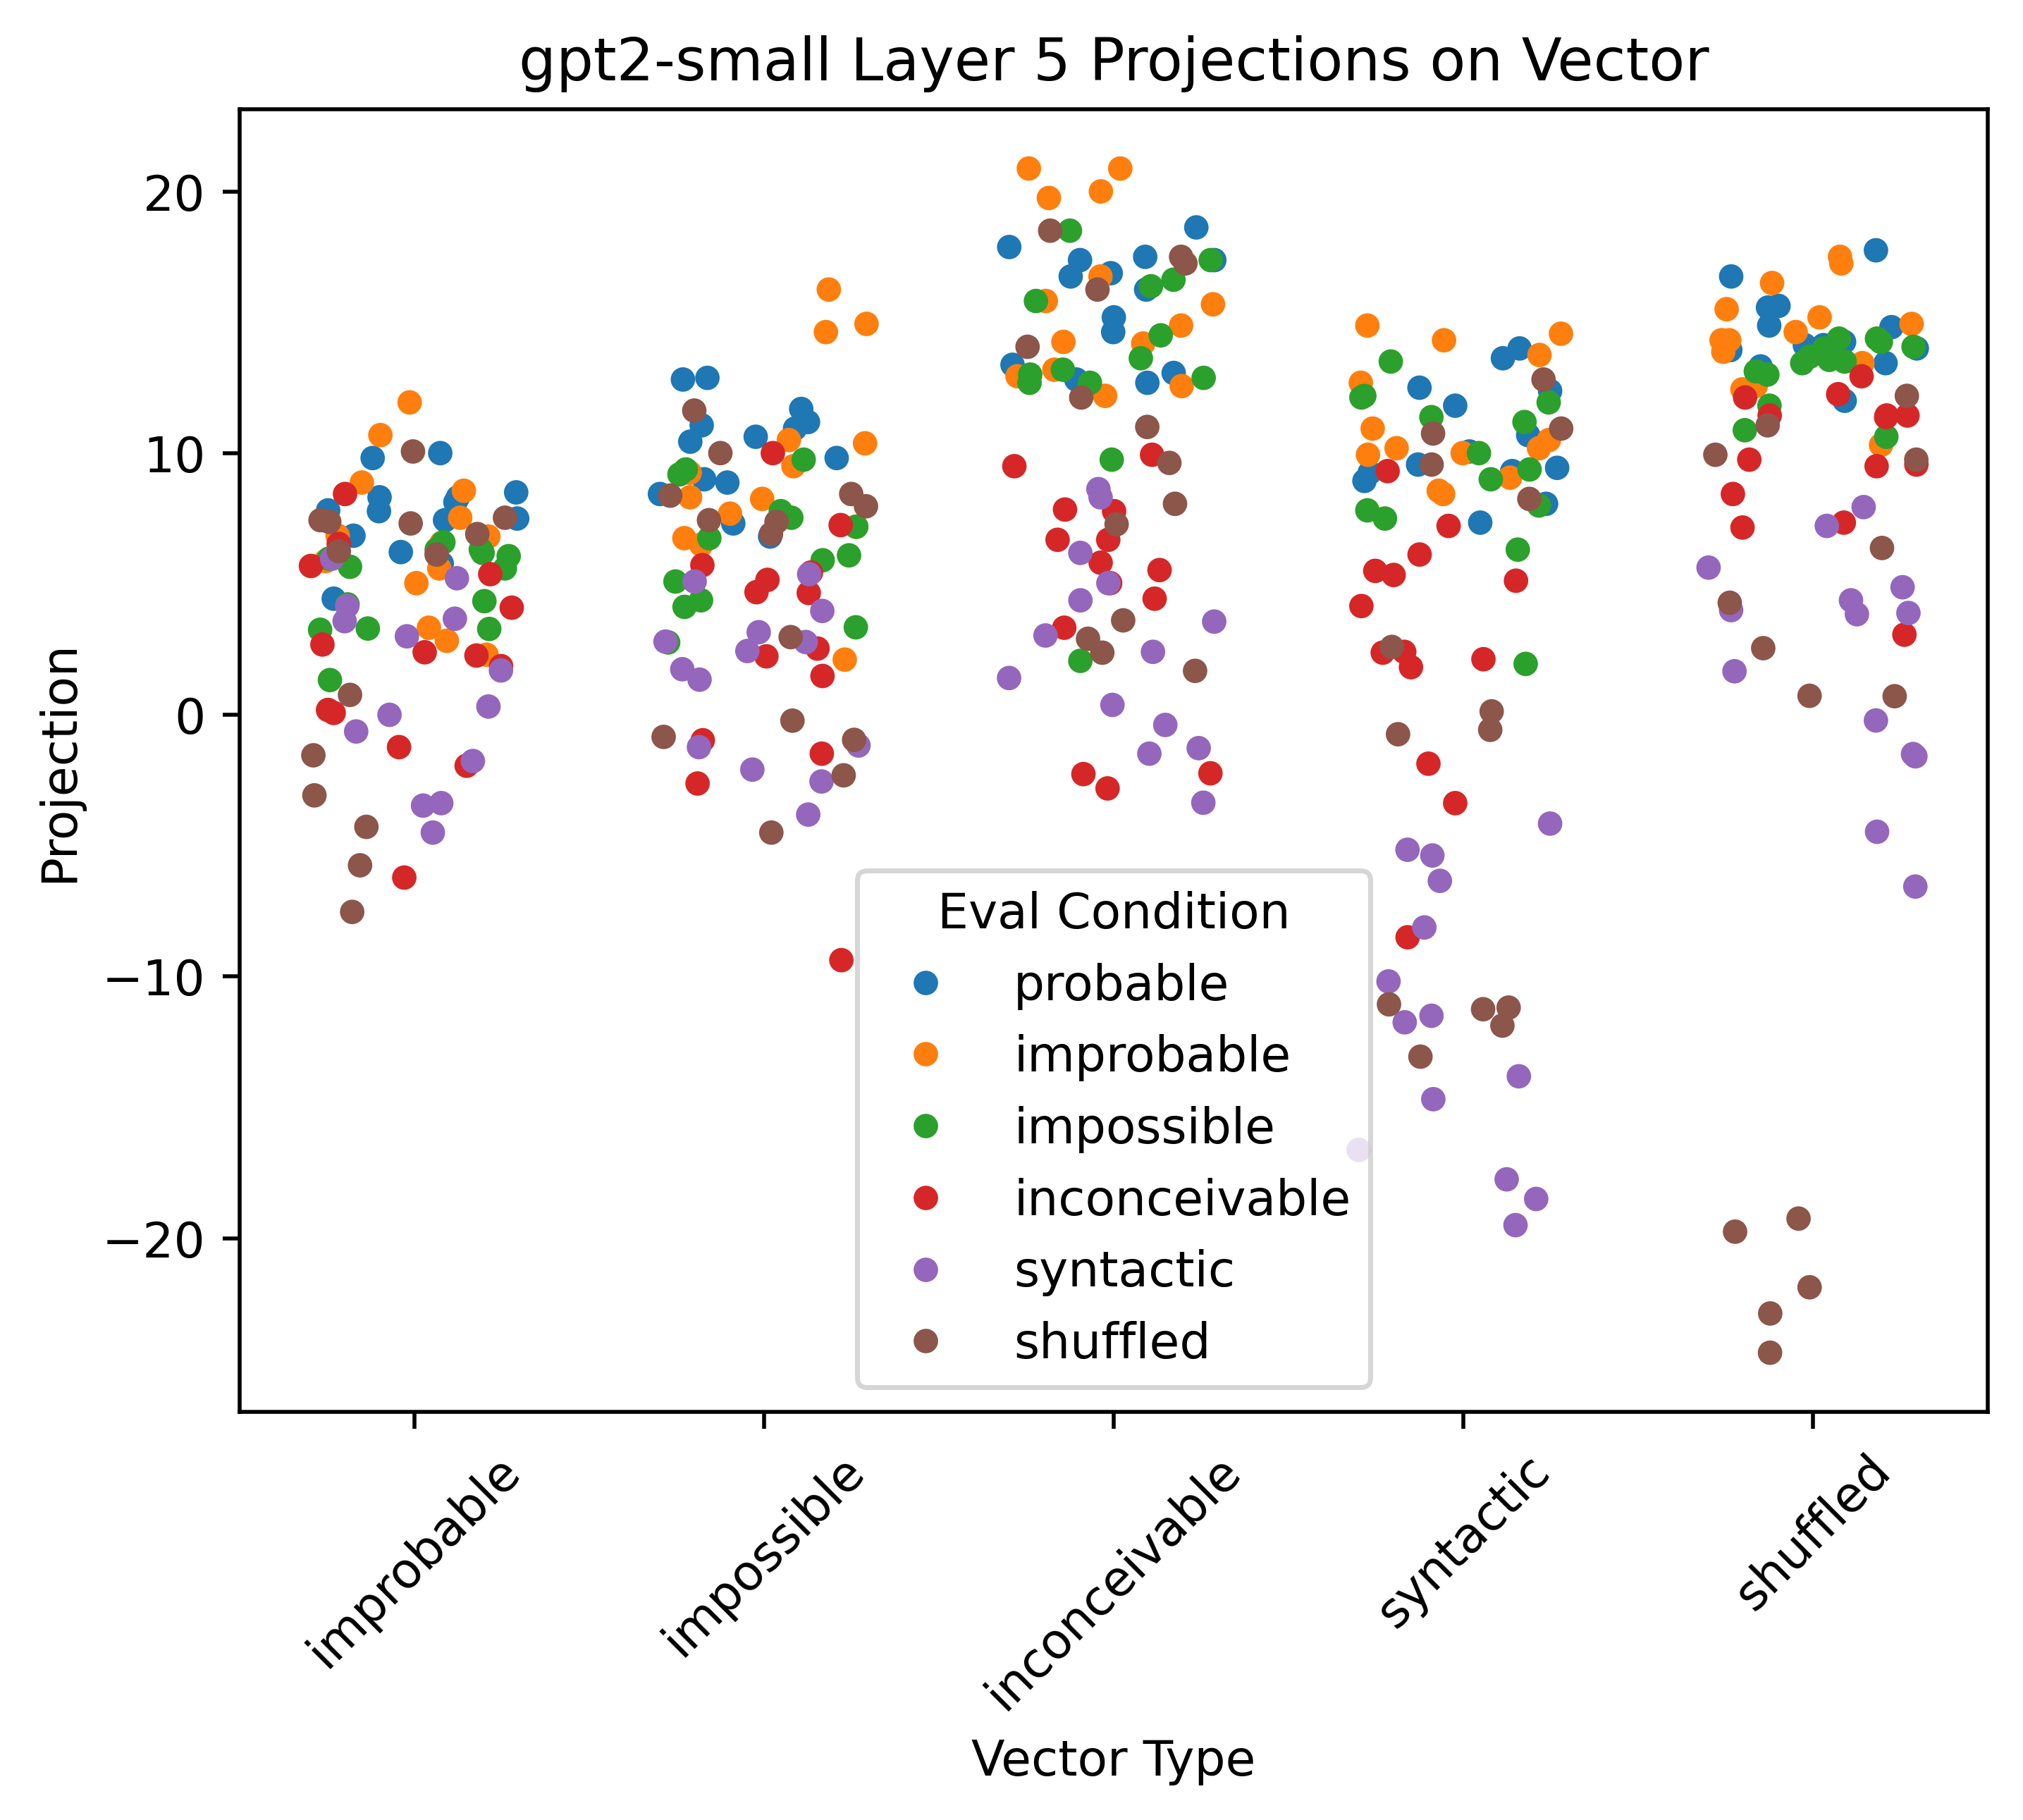 gpt2-small Layer 5 Projections on Vector
Projection
20
10
0
−10
−20
Eval Condition
probable
improbable
impossible
inconceivable
syntactic
shuffled
improbable
impossible
inconceivable
syntactic
shuffled
Vector Type